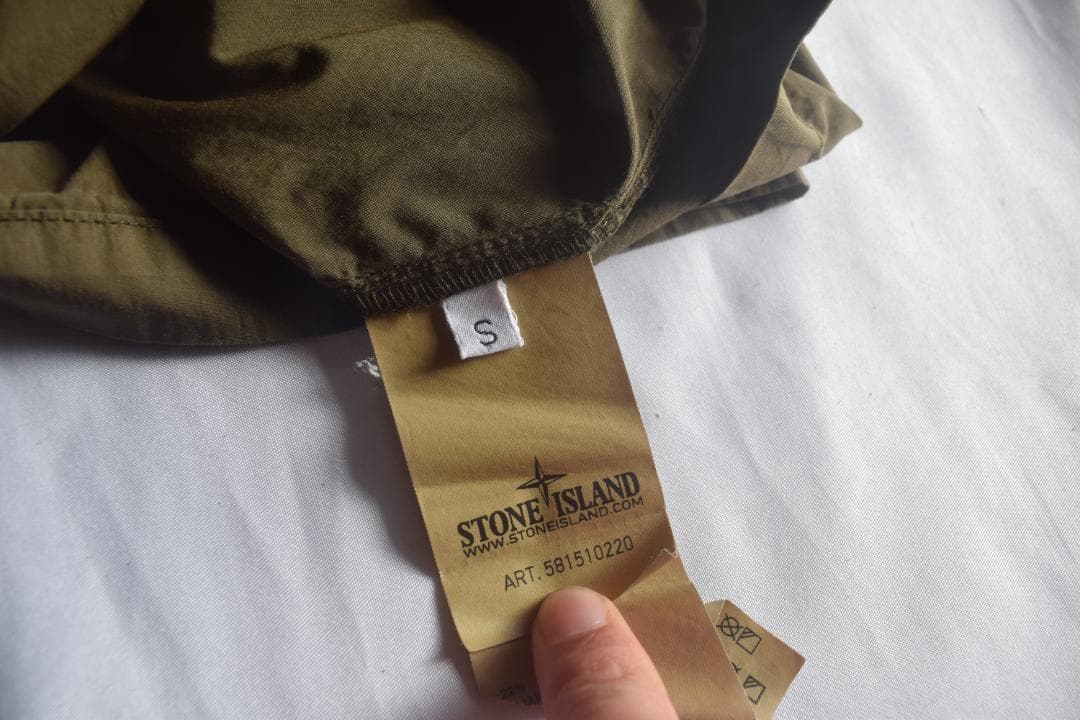 S
STONE ISLAND
WWW.STONEISLAND.COM
ART. 581510220